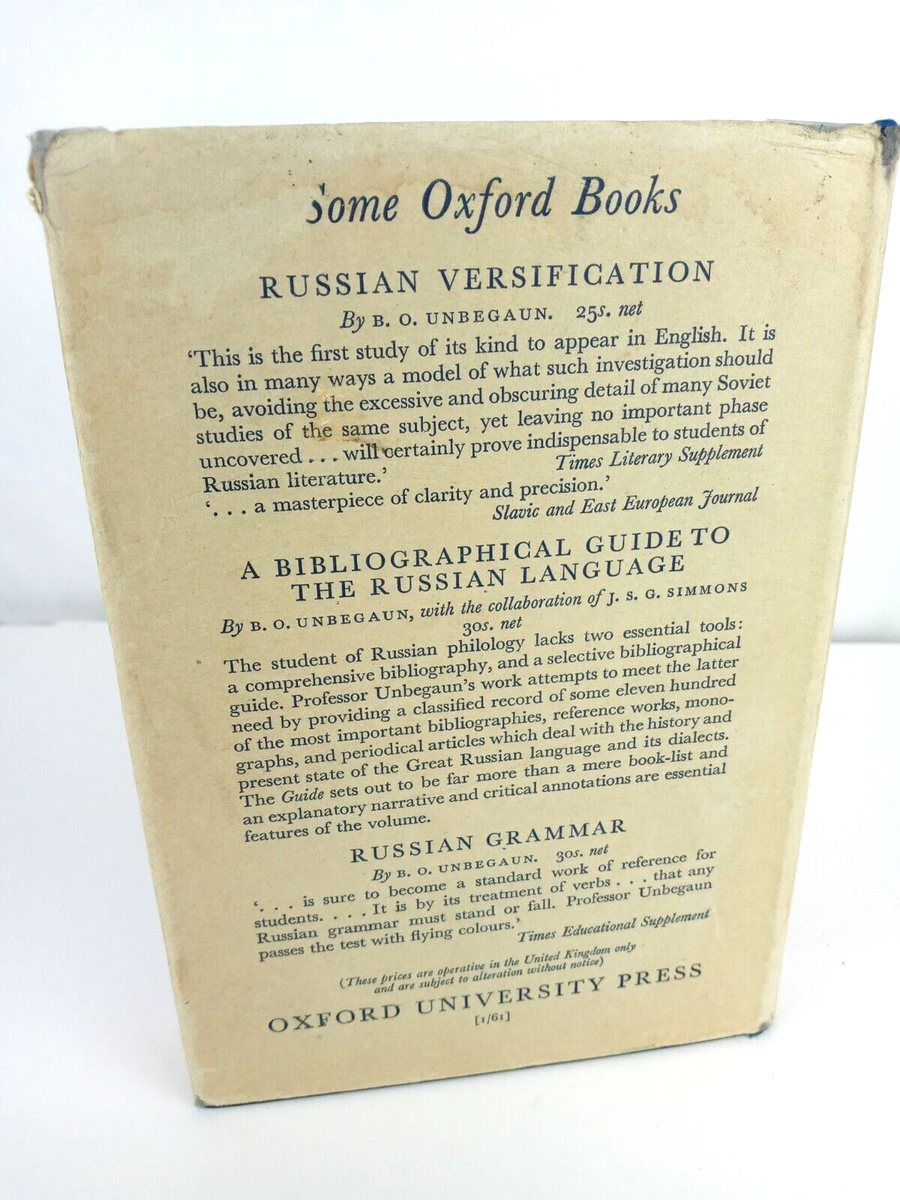 Some Oxford Books
RUSSIAN VERSIFICATION
By B. O. UNBEGAUN. 25s. net
‘This is the first study of its kind to appear in English. It is
also in many ways a model of what such investigation should
be, avoiding the excessive and obscuring detail of many Soviet
studies of the same subject, yet leaving no important phase
uncovered . . . will certainly prove indispensable to students of
Russian literature.’ Times Literary Supplement
‘. . . a masterpiece of clarity and precision.’
Slavic and East European Journal
A BIBLIOGRAPHICAL GUIDE TO
THE RUSSIAN LANGUAGE
By B. O. UNBEGAUN, with the collaboration of J. S. G. SIMMONS
30s. net
The student of Russian philology lacks two essential tools:
a comprehensive bibliography, and a selective bibliographical
guide. Professor Unbegaun’s work attempts to meet the latter
need by providing a classified record of some eleven hundred
of the most important bibliographies, reference works, mono-
graphs, and periodical articles which deal with the history and
present state of the Great Russian language and its dialects.
The Guide sets out to be far more than a mere book-list and
an explanatory narrative and critical annotations are essential
features of the volume.
RUSSIAN GRAMMAR
By B. O. UNBEGAUN. 30s. net
‘. . . is sure to become a standard work of reference for
students. . . . It is by its treatment of verbs . . . that any
Russian grammar must stand or fall. Professor Unbegaun
passes the test with flying colours.’
Times Educational Supplement
(These prices are operative in the United Kingdom only
and are subject to alteration without notice)
OXFORD UNIVERSITY PRESS
[1/61]